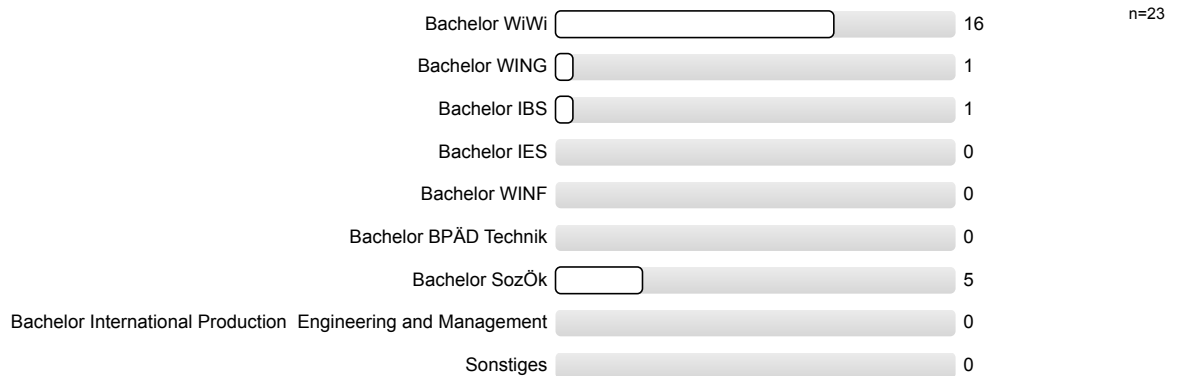 Bachelor WiWi 16 n=23
Bachelor WING 1
Bachelor IBS 1
Bachelor IES 0
Bachelor WINF 0
Bachelor BPÄD Technik 0
Bachelor SozÖk 5
Bachelor International Production  Engineering and Management 0
Sonstiges 0